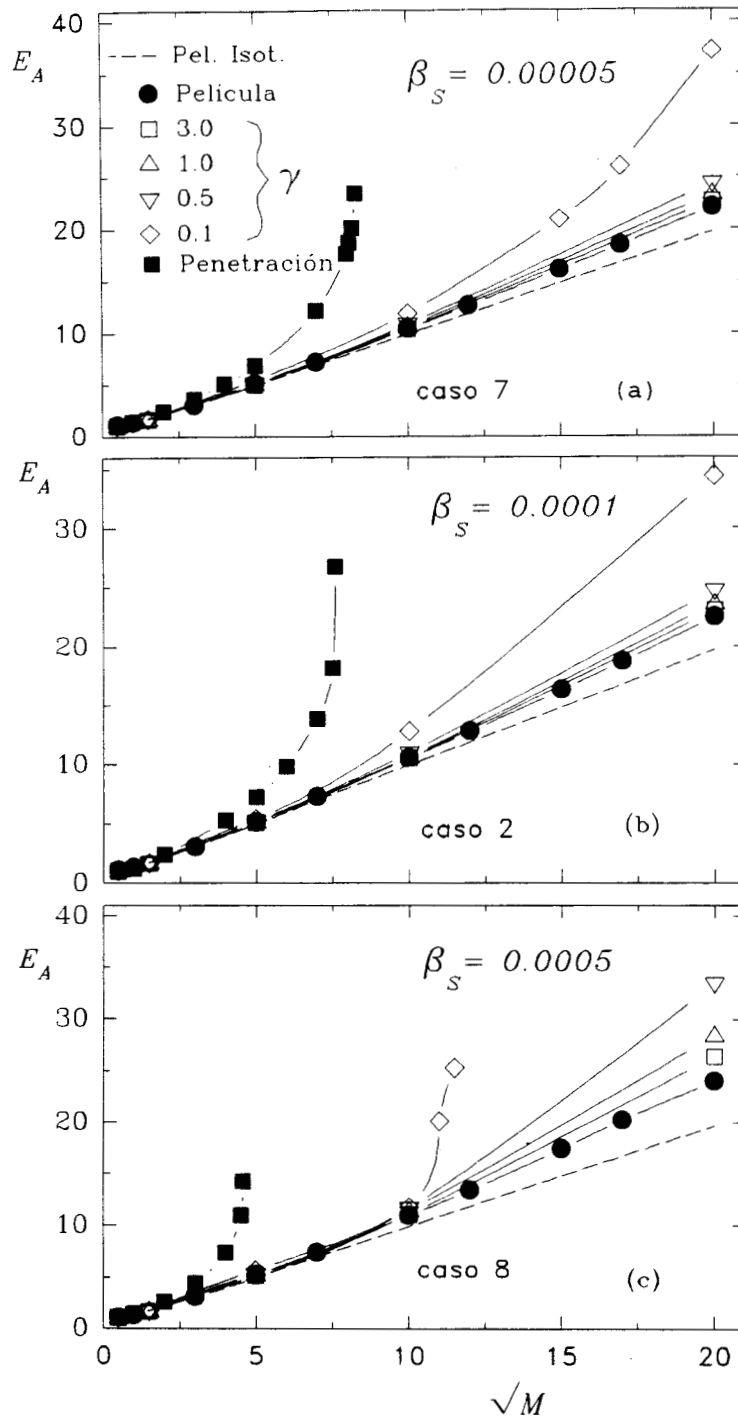 E_A
40
30
20
10
0
Pel. Isot.
Película
3.0
1.0
0.5
0.1
γ
Penetración
β_S = 0.00005
caso 7 (a)
E_A
30
20
10
0
β_S = 0.0001
caso 2 (b)
E_A
40
30
20
10
0
β_S = 0.0005
caso 8 (c)
0 5 10 15 20
√M